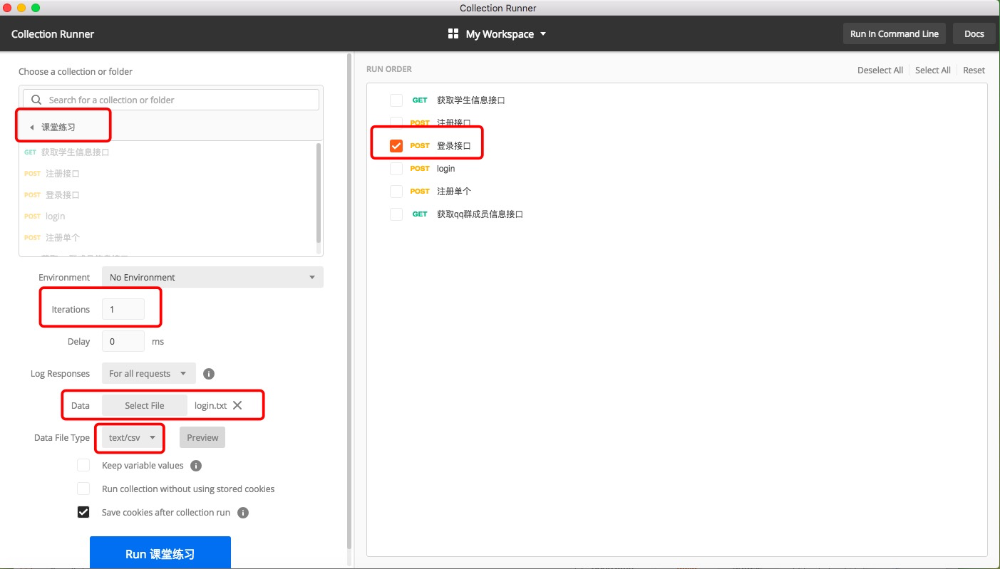 Collection Runner
Collection Runner
My Workspace
Run In Command Line
Docs
Choose a collection or folder
Search for a collection or folder
课堂练习
GET 获取学生信息接口
POST 注册接口
POST 登录接口
POST login
POST 注册单个
Environment No Environment
Iterations 1
Delay 0 ms
Log Responses For all requests
Data Select File login.txt
Data File Type text/csv Preview
Keep variable values
Run collection without using stored cookies
Save cookies after collection run
Run 课堂练习
RUN ORDER
Deselect All Select All Reset
GET 获取学生信息接口
POST 注册接口
POST 登录接口
POST login
POST 注册单个
GET 获取qq群成员信息接口